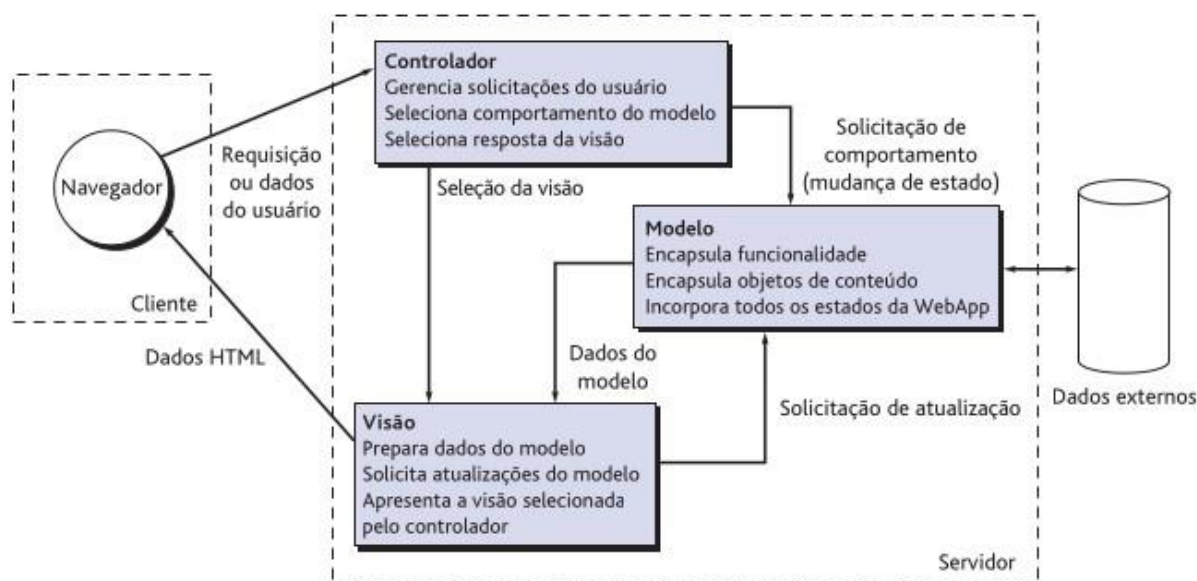 Controlador
Gerencia solicitações do usuário
Seleciona comportamento do modelo
Seleciona resposta da visão
Navegador
Requisição
ou dados
do usuário
Seleção da visão
Solicitação de
comportamento
(mudança de estado)
Modelo
Encapsula funcionalidade
Encapsula objetos de conteúdo
Incorpora todos os estados da WebApp
Cliente
Dados HTML
Dados do
modelo
Solicitação de atualização
Dados externos
Visão
Prepara dados do modelo
Solicita atualizações do modelo
Apresenta a visão selecionada
pelo controlador
Servidor